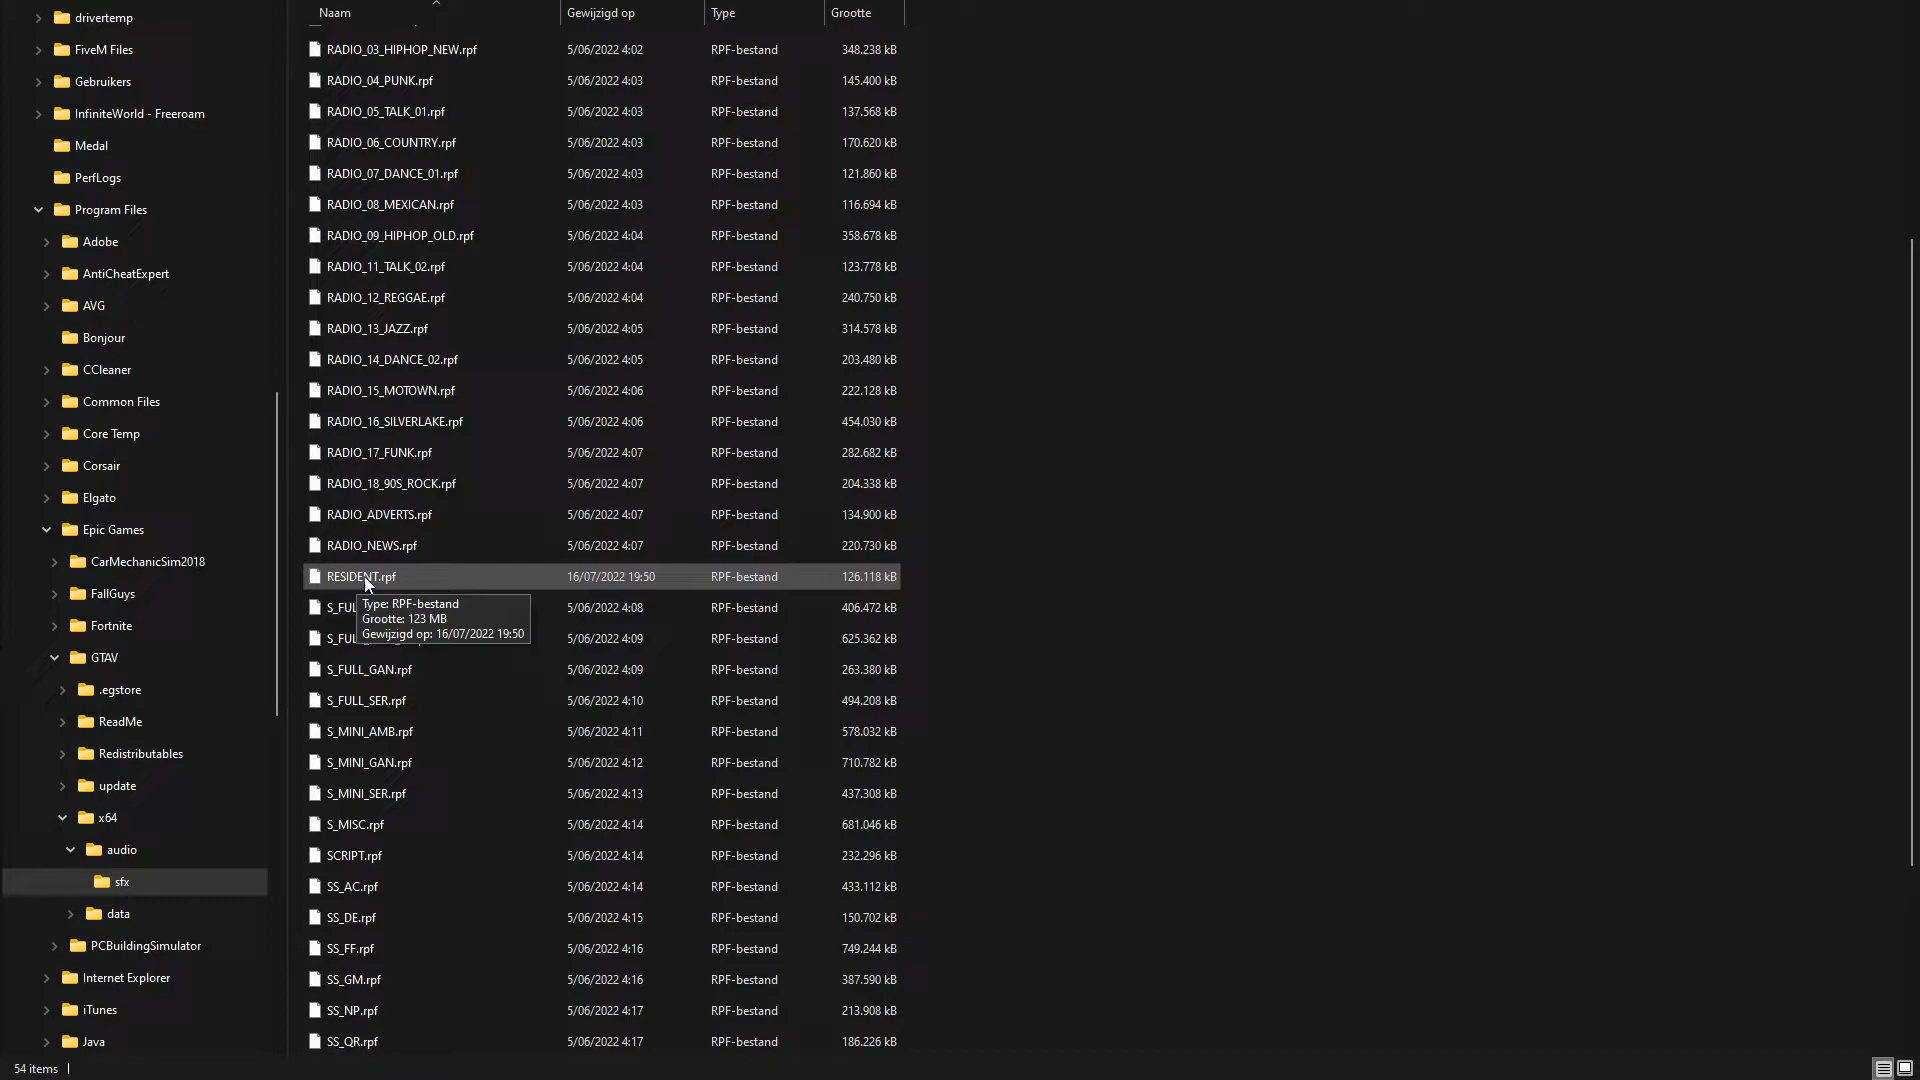 drivertemp
FiveM Files
Gebruikers
InfiniteWorld - Freeroam
Medal
PerfLogs
Program Files
Adobe
AntiCheatExpert
AVG
Bonjour
CCleaner
Common Files
Core Temp
Corsair
Elgato
Epic Games
CarMechanicSim2018
FallGuys
Fortnite
GTAV
.egstore
ReadMe
Redistributables
update
x64
audio
sfx
data
PCBuildingSimulator
Internet Explorer
iTunes
Java
Naam Gewijzigd op Type Grootte
RADIO_03_HIPHOP_NEW.rpf 5/06/2022 4:02 RPF-bestand 348.238 kB
RADIO_04_PUNK.rpf 5/06/2022 4:03 RPF-bestand 145.400 kB
RADIO_05_TALK_01.rpf 5/06/2022 4:03 RPF-bestand 137.568 kB
RADIO_06_COUNTRY.rpf 5/06/2022 4:03 RPF-bestand 170.620 kB
RADIO_07_DANCE_01.rpf 5/06/2022 4:03 RPF-bestand 121.860 kB
RADIO_08_MEXICAN.rpf 5/06/2022 4:03 RPF-bestand 116.694 kB
RADIO_09_HIPHOP_OLD.rpf 5/06/2022 4:04 RPF-bestand 358.678 kB
RADIO_11_TALK_02.rpf 5/06/2022 4:04 RPF-bestand 123.778 kB
RADIO_12_REGGAE.rpf 5/06/2022 4:04 RPF-bestand 240.750 kB
RADIO_13_JAZZ.rpf 5/06/2022 4:05 RPF-bestand 314.578 kB
RADIO_14_DANCE_02.rpf 5/06/2022 4:05 RPF-bestand 203.480 kB
RADIO_15_MOTOWN.rpf 5/06/2022 4:06 RPF-bestand 222.128 kB
RADIO_16_SILVERLAKE.rpf 5/06/2022 4:06 RPF-bestand 454.030 kB
RADIO_17_FUNK.rpf 5/06/2022 4:07 RPF-bestand 282.682 kB
RADIO_18_90S_ROCK.rpf 5/06/2022 4:07 RPF-bestand 204.338 kB
RADIO_ADVERTS.rpf 5/06/2022 4:07 RPF-bestand 134.900 kB
RADIO_NEWS.rpf 5/06/2022 4:07 RPF-bestand 220.730 kB
RESIDENT.rpf 16/07/2022 19:50 RPF-bestand 126.118 kB
Type: RPF-bestand
Grootte: 123 MB
Gewijzigd op: 16/07/2022 19:50
S_FUL 5/06/2022 4:08 RPF-bestand 406.472 kB
S_FUL 5/06/2022 4:09 RPF-bestand 625.362 kB
S_FULL_GAN.rpf 5/06/2022 4:09 RPF-bestand 263.380 kB
S_FULL_SER.rpf 5/06/2022 4:10 RPF-bestand 494.208 kB
S_MINI_AMB.rpf 5/06/2022 4:11 RPF-bestand 578.032 kB
S_MINI_GAN.rpf 5/06/2022 4:12 RPF-bestand 710.782 kB
S_MINI_SER.rpf 5/06/2022 4:13 RPF-bestand 437.308 kB
S_MISC.rpf 5/06/2022 4:14 RPF-bestand 681.046 kB
SCRIPT.rpf 5/06/2022 4:14 RPF-bestand 232.296 kB
SS_AC.rpf 5/06/2022 4:14 RPF-bestand 433.112 kB
SS_DE.rpf 5/06/2022 4:15 RPF-bestand 150.702 kB
SS_FF.rpf 5/06/2022 4:16 RPF-bestand 749.244 kB
SS_GM.rpf 5/06/2022 4:16 RPF-bestand 387.590 kB
SS_NP.rpf 5/06/2022 4:17 RPF-bestand 213.908 kB
SS_QR.rpf 5/06/2022 4:17 RPF-bestand 186.226 kB
54 items